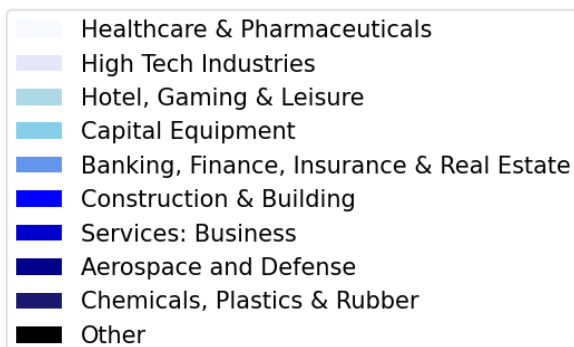 Healthcare & Pharmaceuticals
High Tech Industries
Hotel, Gaming & Leisure
Capital Equipment
Banking, Finance, Insurance & Real Estate
Construction & Building
Services: Business
Aerospace and Defense
Chemicals, Plastics & Rubber
Other